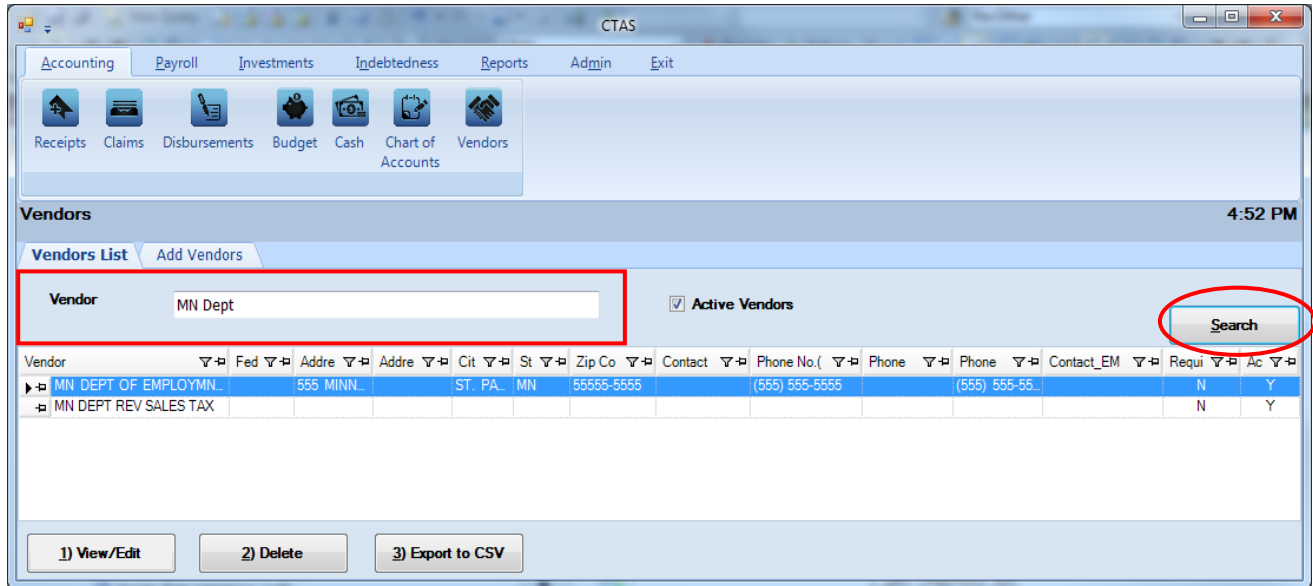 CTAS
Accounting Payroll Investments Indebtedness Reports Admin Exit
Receipts Claims Disbursements Budget Cash Chart of Accounts Vendors
Vendors 4:52 PM
Vendors List Add Vendors
Vendor MN Dept Active Vendors
Search
Vendor Fed Addre Addre Cit St Zip Co Contact Phone No.( Phone Phone Contact_EM Requi Ac
MN DEPT OF EMPLOYMN... 555 MINN... ST. PA... MN 55555-5555 (555) 555-5555 (555) 555-55... N Y
MN DEPT REV SALES TAX N Y
1) View/Edit 2) Delete 3) Export to CSV